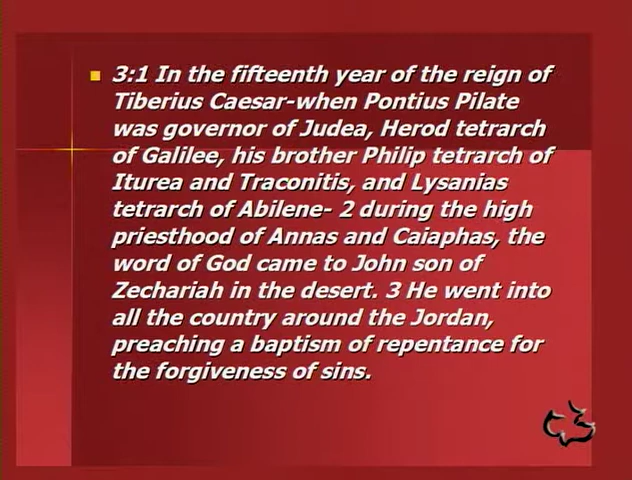 3:1 In the fifteenth year of the reign of
Tiberius Caesar-when Pontius Pilate
was governor of Judea, Herod tetrarch
of Galilee, his brother Philip tetrarch of
Iturea and Traconitis, and Lysanias
tetrarch of Abilene- 2 during the high
priesthood of Annas and Caiaphas, the
word of God came to John son of
Zechariah in the desert. 3 He went into
all the country around the Jordan,
preaching a baptism of repentance for
the forgiveness of sins.